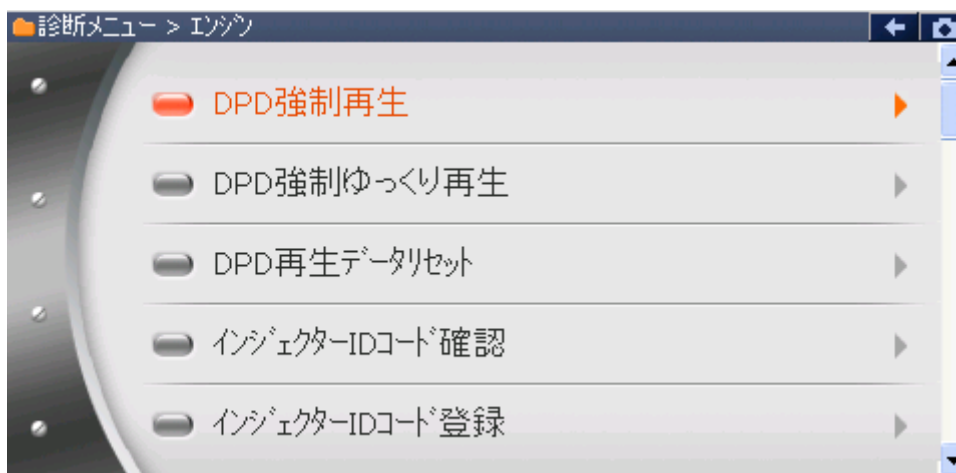 診断メニュー > エンジン
DPD強制再生
DPD強制ゆっくり再生
DPD再生データリセット
インジェクターIDコード確認
インジェクターIDコード登録